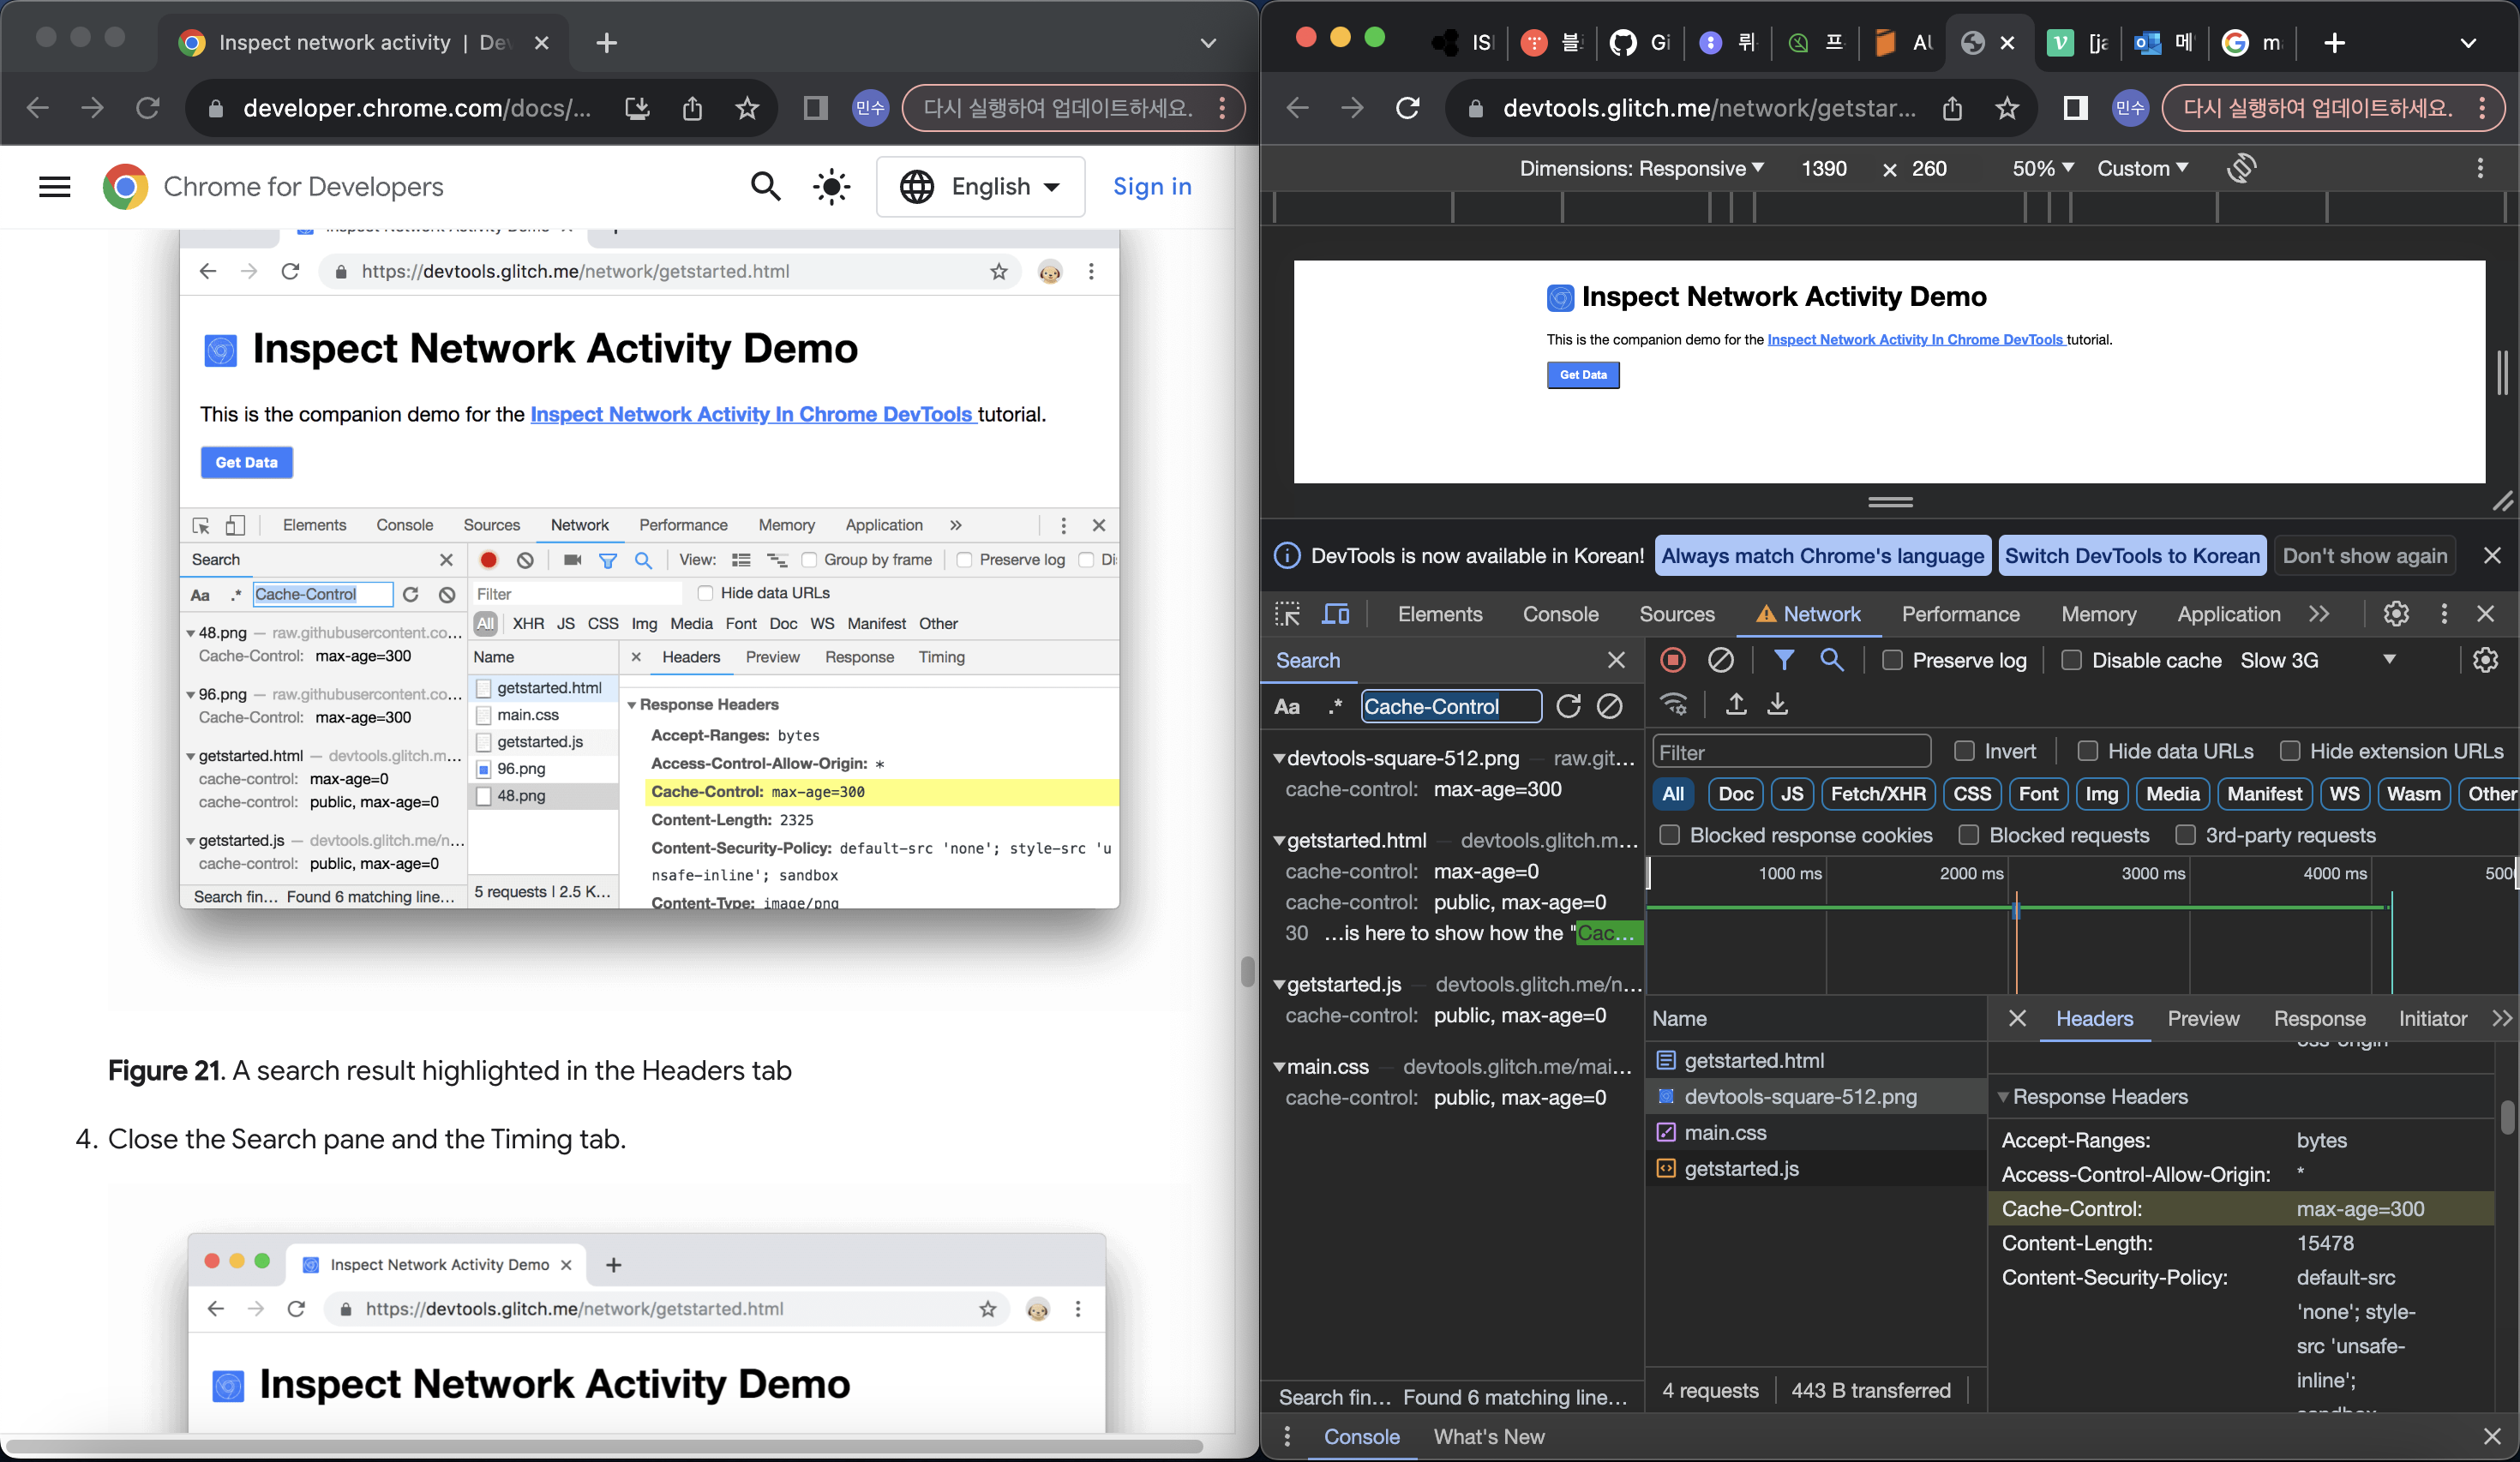 Inspect network activity | De
developer.chrome.com/docs/...
민수
다시 실행하여 업데이트하세요.
Chrome for Developers
English
Sign in
https://devtools.glitch.me/network/getstarted.html
Inspect Network Activity Demo
This is the companion demo for the Inspect Network Activity In Chrome DevTools tutorial.
Get Data
Elements Console Sources Network Performance Memory Application »
Search
View: Group by frame Preserve log Di
Aa .* Cache-Control
Filter Hide data URLs
All XHR JS CSS Img Media Font Doc WS Manifest Other
48.png — raw.githubusercontent.co...
Cache-Control: max-age=300
96.png — raw.githubusercontent.co...
Cache-Control: max-age=300
getstarted.html — devtools.glitch.m...
cache-control: max-age=0
cache-control: public, max-age=0
getstarted.js — devtools.glitch.me/n...
cache-control: public, max-age=0
Search fin... Found 6 matching line...
Name
getstarted.html
main.css
getstarted.js
96.png
48.png
5 requests | 2.5 K...
Headers Preview Response Timing
Response Headers
Accept-Ranges: bytes
Access-Control-Allow-Origin: *
Cache-Control: max-age=300
Content-Length: 2325
Content-Security-Policy: default-src 'none'; style-src 'u
nsafe-inline'; sandbox
Content-Type: image/png
Figure 21. A search result highlighted in the Headers tab
4. Close the Search pane and the Timing tab.
Inspect Network Activity Demo
https://devtools.glitch.me/network/getstarted.html
Inspect Network Activity Demo
IS
Gi
뤼
프
[ja
메
m
devtools.glitch.me/network/getstar...
민수
다시 실행하여 업데이트하세요.
Dimensions: Responsive 1390 × 260 50% Custom
Inspect Network Activity Demo
This is the companion demo for the Inspect Network Activity In Chrome DevTools tutorial.
Get Data
DevTools is now available in Korean! Always match Chrome's language Switch DevTools to Korean Don't show again
Elements Console Sources Network Performance Memory Application
Search
Preserve log Disable cache Slow 3G
Aa .* Cache-Control
Filter Invert Hide data URLs Hide extension URLs
All Doc JS Fetch/XHR CSS Font Img Media Manifest WS Wasm Other
Blocked response cookies Blocked requests 3rd-party requests
1000 ms 2000 ms 3000 ms 4000 ms 500
devtools-square-512.png — raw.git...
cache-control: max-age=300
getstarted.html — devtools.glitch.m...
cache-control: max-age=0
cache-control: public, max-age=0
30 ...is here to show how the "Cac...
getstarted.js — devtools.glitch.me/n...
cache-control: public, max-age=0
main.css — devtools.glitch.me/mai...
cache-control: public, max-age=0
Search fin... Found 6 matching line...
Name
getstarted.html
devtools-square-512.png
main.css
getstarted.js
4 requests 443 B transferred
Headers Preview Response Initiator
Response Headers
Accept-Ranges: bytes
Access-Control-Allow-Origin: *
Cache-Control: max-age=300
Content-Length: 15478
Content-Security-Policy: default-src
'none'; style-
src 'unsafe-
inline';
Console What's New